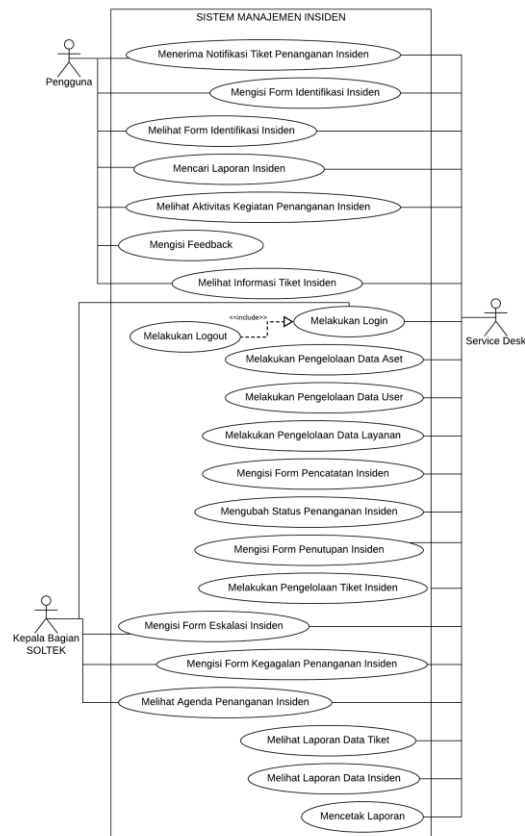 SISTEM MANAJEMEN INSIDEN
Menerima Notifikasi Tiket Penanganan Insiden
Pengguna
Mengisi Form Identifikasi Insiden
Melihat Form Identifikasi Insiden
Mencari Laporan Insiden
Melihat Aktivitas Kegiatan Penanganan Insiden
Mengisi Feedback
Melihat Informasi Tiket Insiden
<<include>>
Melakukan Login
Melakukan Logout
Service Desk
Melakukan Pengelolaan Data Aset
Melakukan Pengelolaan Data User
Melakukan Pengelolaan Data Layanan
Mengisi Form Pencatatan Insiden
Mengubah Status Penanganan Insiden
Mengisi Form Penutupan Insiden
Melakukan Pengelolaan Tiket Insiden
Mengisi Form Eskalasi Insiden
Kepala Bagian
SOLTEK
Mengisi Form Kegagalan Penanganan Insiden
Melihat Agenda Penanganan Insiden
Melihat Laporan Data Tiket
Melihat Laporan Data Insiden
Mencetak Laporan